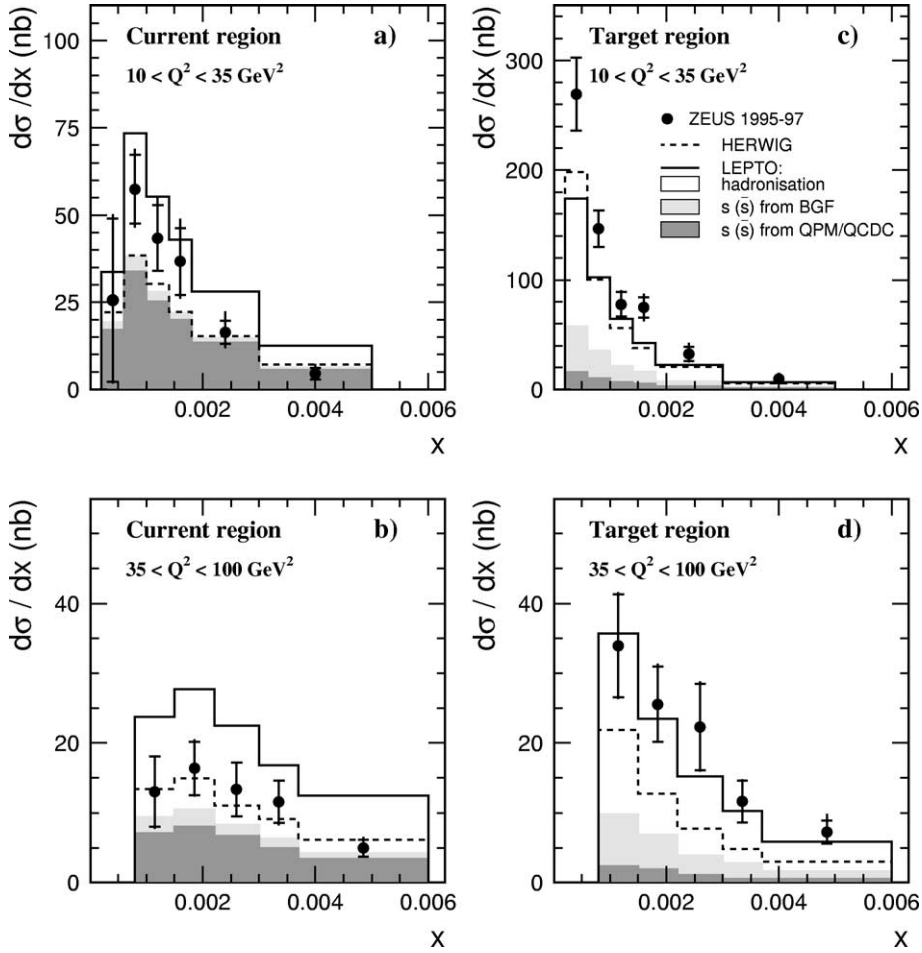 dσ /dx (nb)
100
75
50
25
0
Current region
a)
10 < Q² < 35 GeV²
0.002
0.004
0.006
x
dσ /dx (nb)
300
200
100
0
Target region
c)
10 < Q² < 35 GeV²
ZEUS 1995-97
HERWIG
LEPTO:
hadronisation
s (s̄) from BGF
s (s̄) from QPM/QCDC
0.002
0.004
0.006
x
dσ / dx (nb)
40
20
0
Current region
b)
35 < Q² < 100 GeV²
0.002
0.004
0.006
x
dσ / dx (nb)
40
20
0
Target region
d)
35 < Q² < 100 GeV²
0.002
0.004
0.006
x